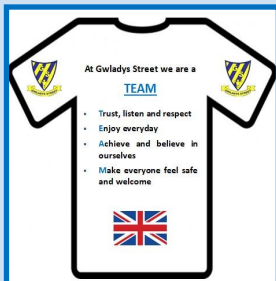 At Gwladys Street we are a
TEAM
• Trust, listen and respect
• Enjoy everyday
• Achieve and believe in
ourselves
• Make everyone feel safe
and welcome